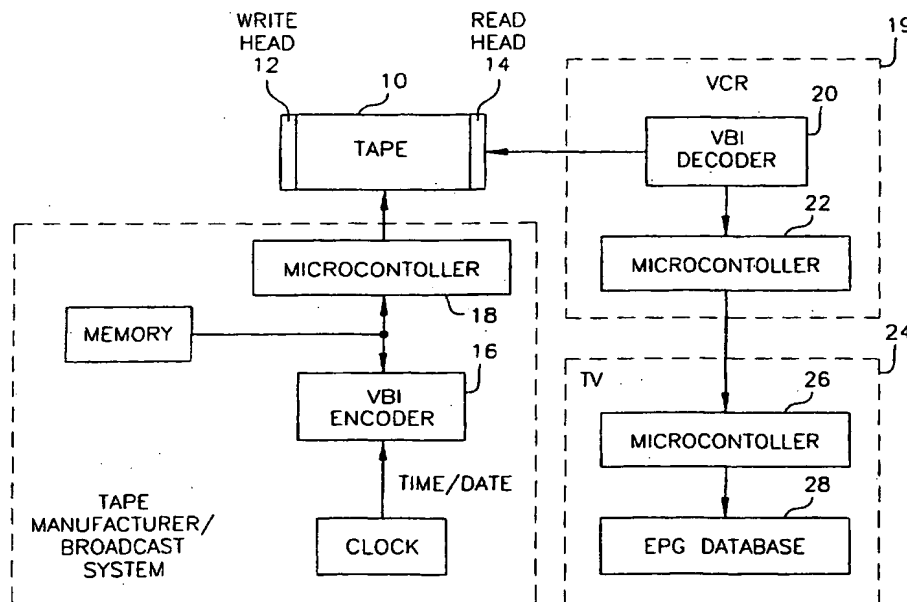 WRITE
HEAD
12
READ
HEAD
14
10
TAPE
19
VCR
20
VBI
DECODER
22
MICROCONTOLLER
MICROCONTOLLER
18
MEMORY
16
VBI
ENCODER
TIME/DATE
CLOCK
TAPE
MANUFACTURER/
BROADCAST
SYSTEM
24
TV
26
MICROCONTOLLER
28
EPG DATABASE